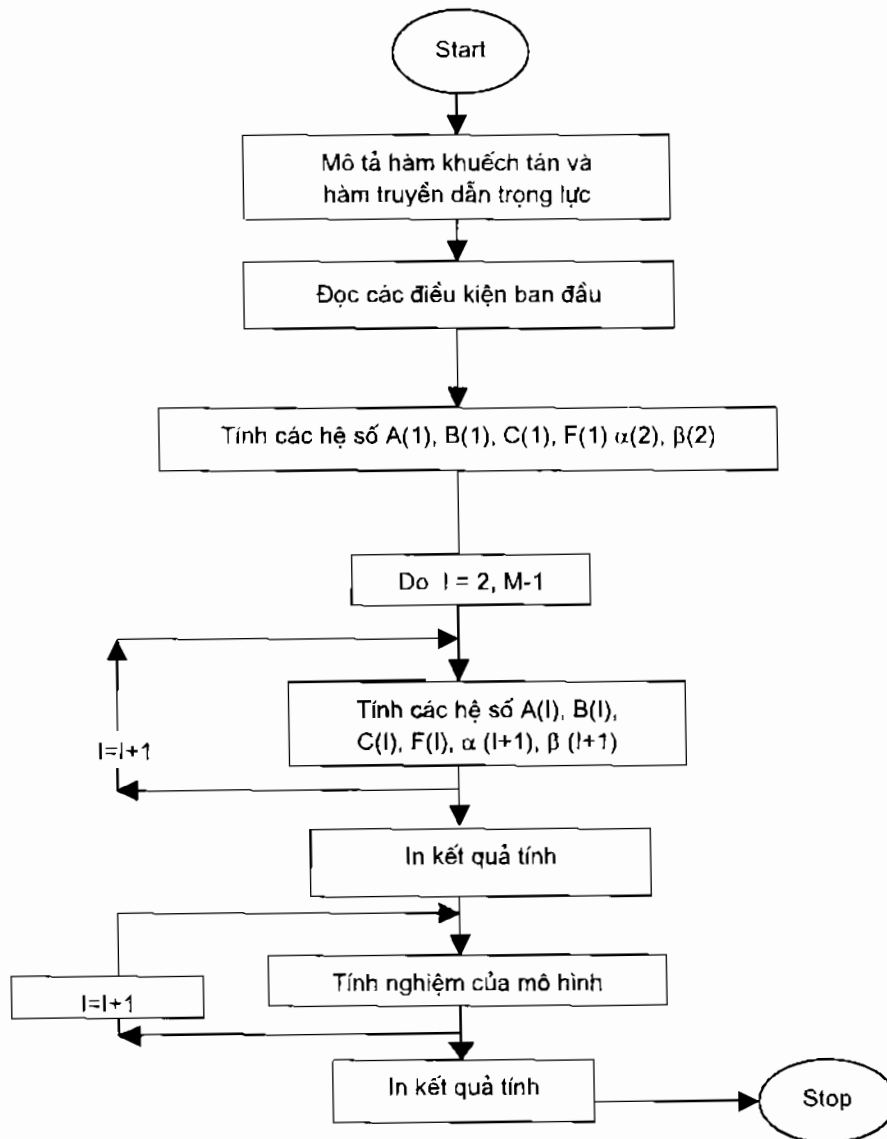 Start
Mô tả hàm khuếch tán và
hàm truyền dẫn trọng lực
Đọc các điều kiện ban đầu
Tính các hệ số A(1), B(1), C(1), F(1) α(2), β(2)
Do I = 2, M-1
Tính các hệ số A(I), B(I),
C(I), F(I), α (I+1), β (I+1)
I=I+1
In kết quả tính
Tính nghiệm của mô hình
I=I+1
In kết quả tính
Stop